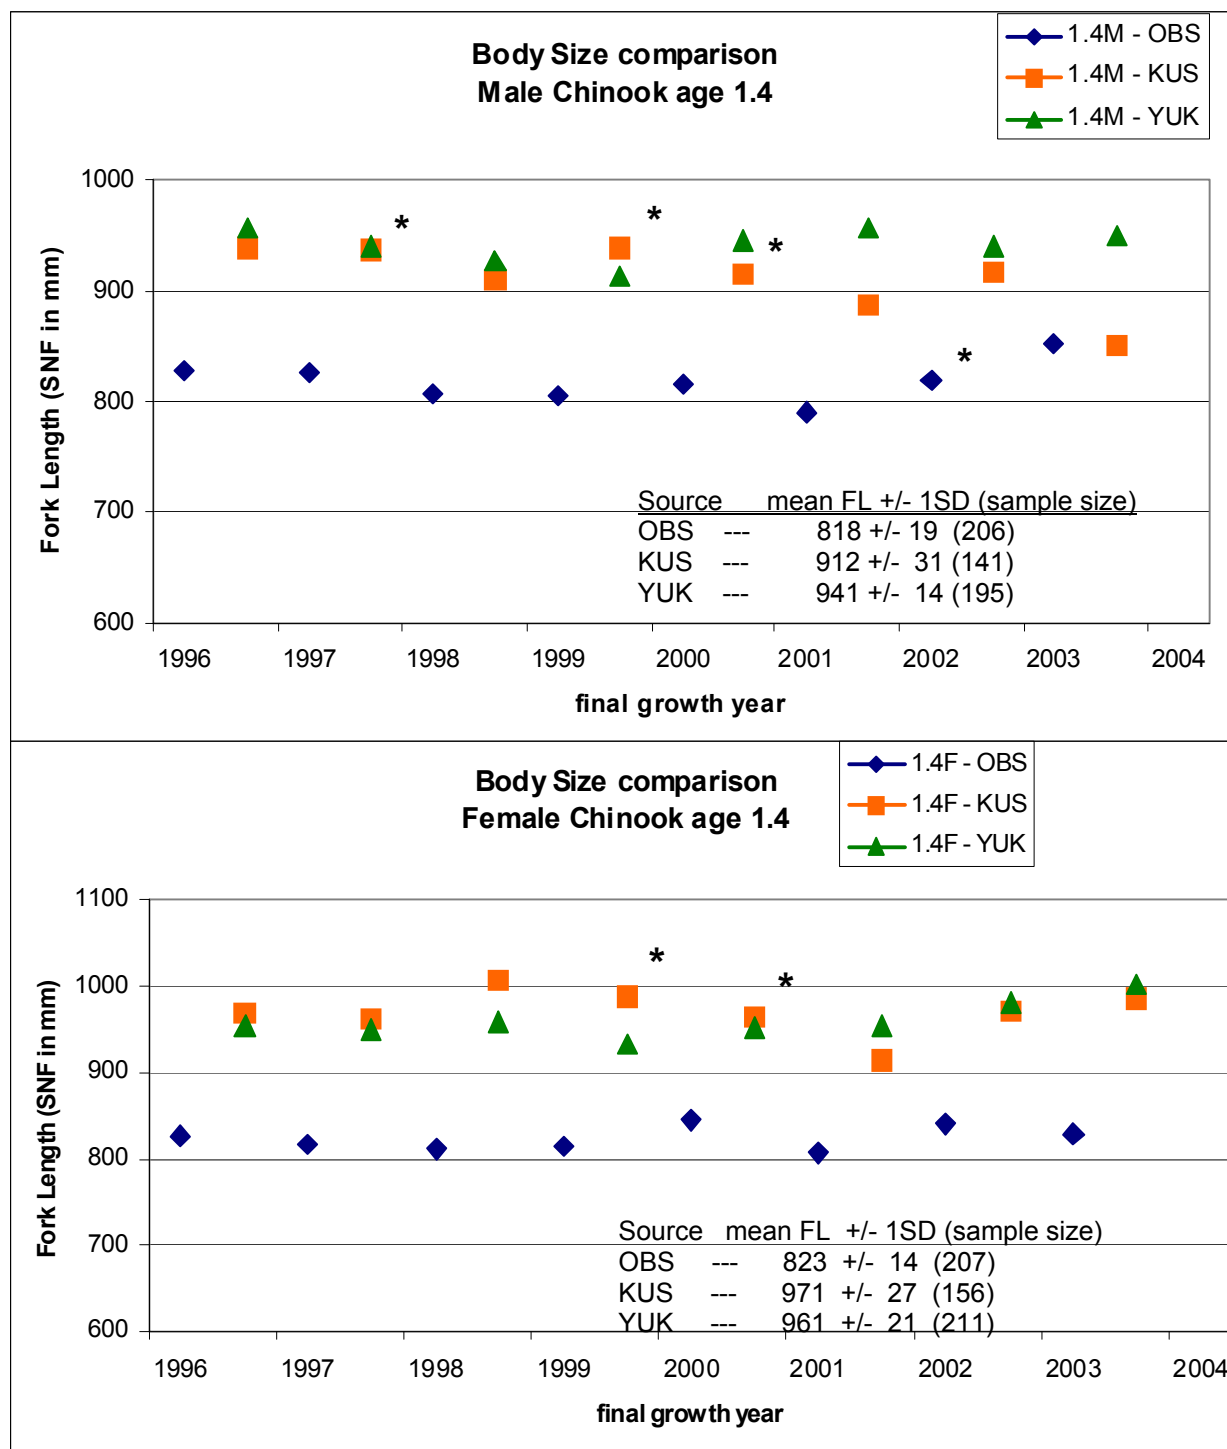 Body Size comparison
Male Chinook age 1.4
1.4M - OBS
1.4M - KUS
1.4M - YUK
Fork Length (SNF in mm)
1000
900
800
700
600
*
*
*
*
Source mean FL +/- 1SD (sample size)
OBS --- 818 +/- 19 (206)
KUS --- 912 +/- 31 (141)
YUK --- 941 +/- 14 (195)
1996 1997 1998 1999 2000 2001 2002 2003 2004
final growth year
Body Size comparison
Female Chinook age 1.4
1.4F - OBS
1.4F - KUS
1.4F - YUK
Fork Length (SNF in mm)
1100
1000
900
800
700
600
*
*
Source mean FL +/- 1SD (sample size)
OBS --- 823 +/- 14 (207)
KUS --- 971 +/- 27 (156)
YUK --- 961 +/- 21 (211)
1996 1997 1998 1999 2000 2001 2002 2003 2004
final growth year